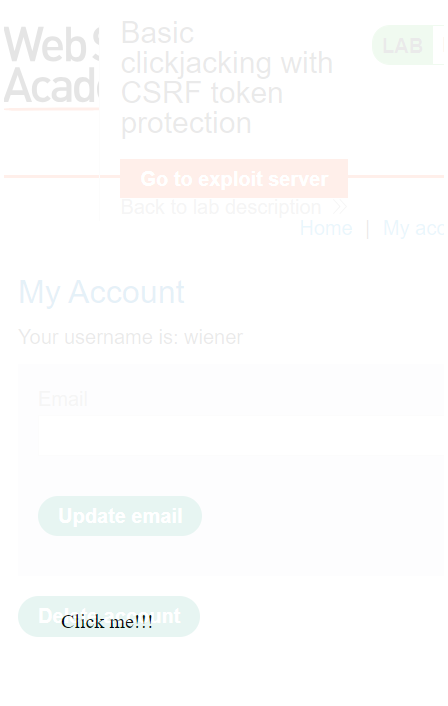 Web S
Acade
Basic
clickjacking with
CSRF token
protection
LAB
Go to exploit server
Back to lab description
Home | My acc
My Account
Your username is: wiener
Email
Update email
Delete account
Click me!!!